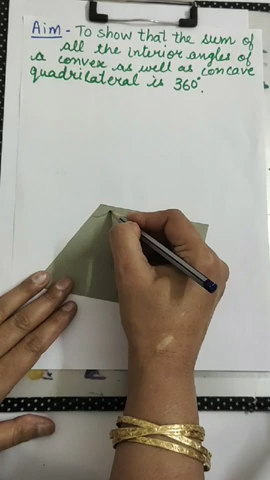 Aim - To show that the sum of
all the interior angles of
a convex as well as concave
quadrilateral is 360°.